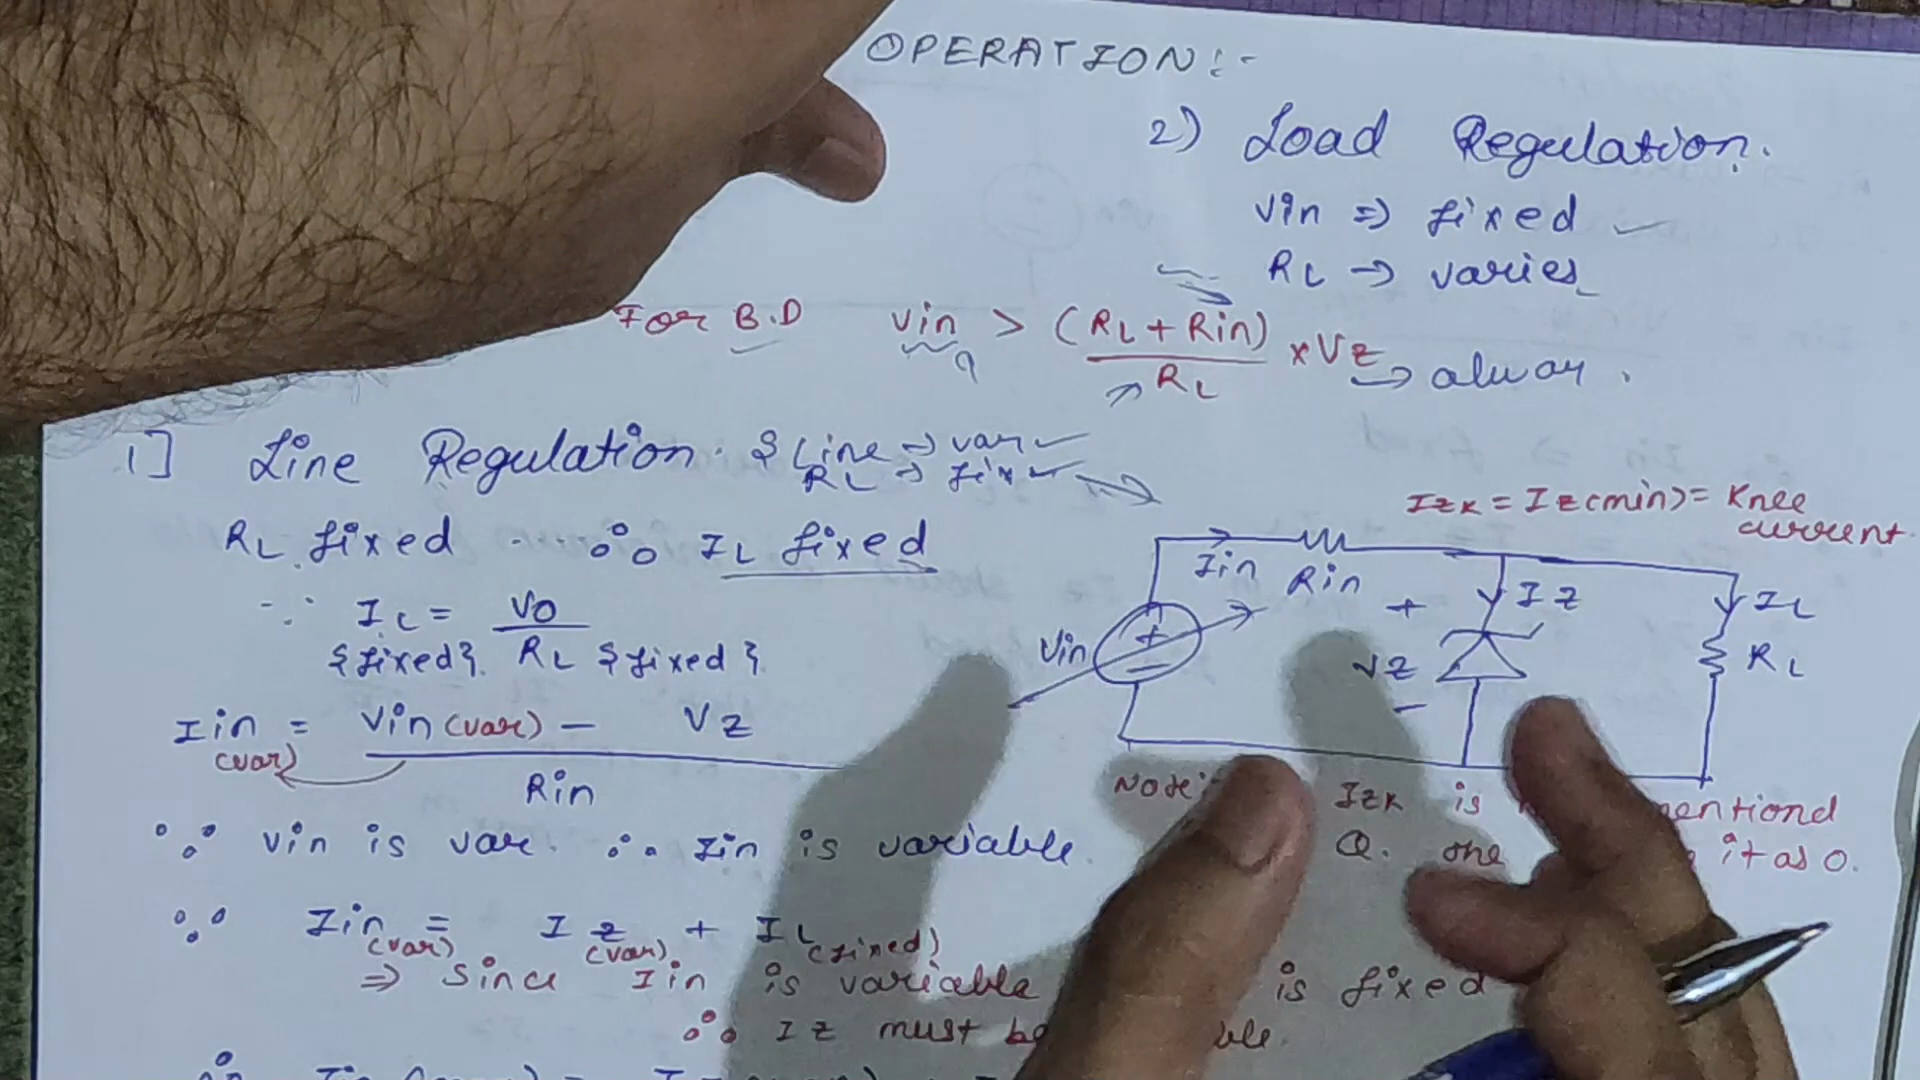 OPERATION:-
2) Load Regulation.
Vin => fixed
RL -> varies
For B.D Vin > (RL + Rin) / RL x Vz -> alway.
1] Line Regulation. { Line -> var
RL -> fix
RL fixed ... ∴ IL fixed
∵ IL = Vo / RL
{fixed}. {fixed}.
Iin (var) = Vin (var) - Vz / Rin
∵ Vin is var. ∴ Iin is variable.
∵ Iin (var) = Iz (var) + IL (fixed)
=> Since Iin is variable is fixed
∴ Iz must
IzK = Iz(min) = Knee
current.
Iin Rin + Iz IL
Vin + - Vz - RL
Note: IzK is mentiond
Q. one it as 0.